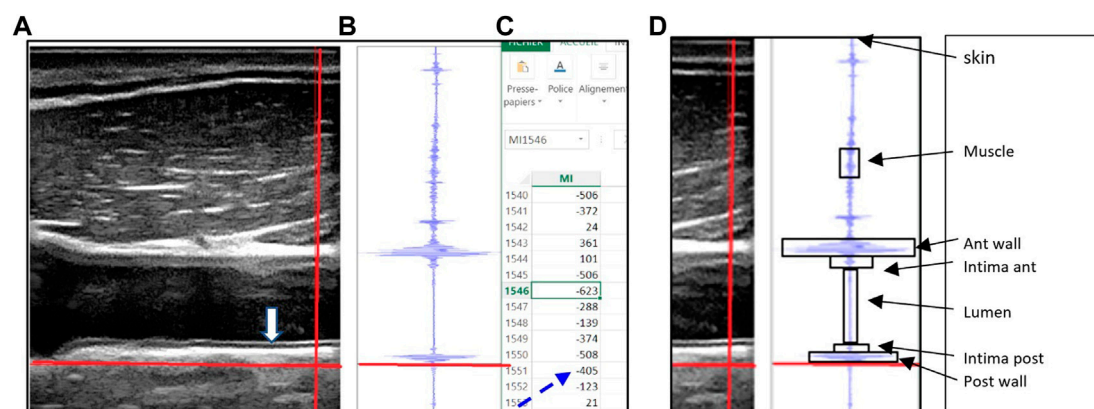 A
B
C
D
FICHIER ACCUEIL IN
Presse-
papiers
Police
Alignement
MI1546
MI
1540 -506
1541 -372
1542 24
1543 361
1544 101
1545 -506
1546 -623
1547 -288
1548 -139
1549 -374
1550 -508
1551 -405
1552 -123
21
skin
Muscle
Ant wall
Intima ant
Lumen
Intima post
Post wall